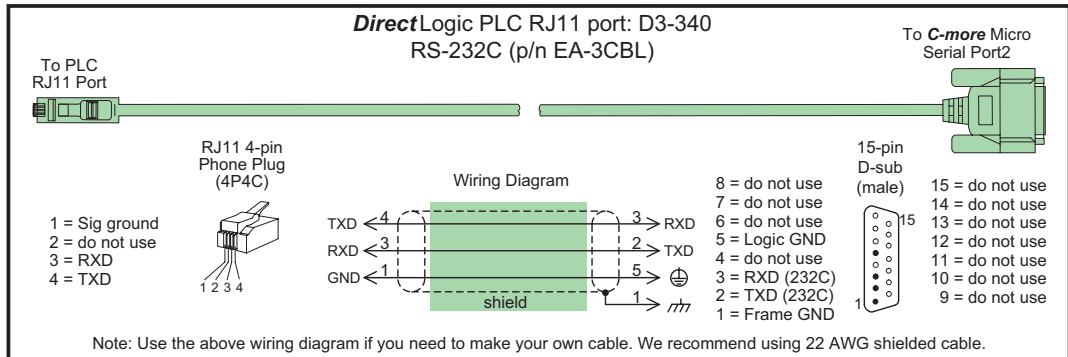 DirectLogic PLC RJ11 port: D3-340
RS-232C (p/n EA-3CBL)
To PLC
RJ11 Port
To C-more Micro
Serial Port2
RJ11 4-pin
Phone Plug
(4P4C)
1 = Sig ground
2 = do not use
3 = RXD
4 = TXD
1 2 3 4
Wiring Diagram
TXD 4 3 RXD
RXD 3 2 TXD
GND 1 5
shield 1
8 = do not use
7 = do not use
6 = do not use
5 = Logic GND
4 = do not use
3 = RXD (232C)
2 = TXD (232C)
1 = Frame GND
15-pin
D-sub
(male)
15
1
15 = do not use
14 = do not use
13 = do not use
12 = do not use
11 = do not use
10 = do not use
9 = do not use
Note: Use the above wiring diagram if you need to make your own cable. We recommend using 22 AWG shielded cable.